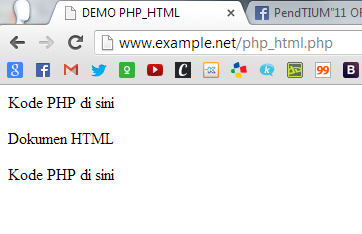 DEMO PHP_HTML
PendTIUM"11 OF
www.example.net/php_html.php
Kode PHP di sini
Dokumen HTML
Kode PHP di sini